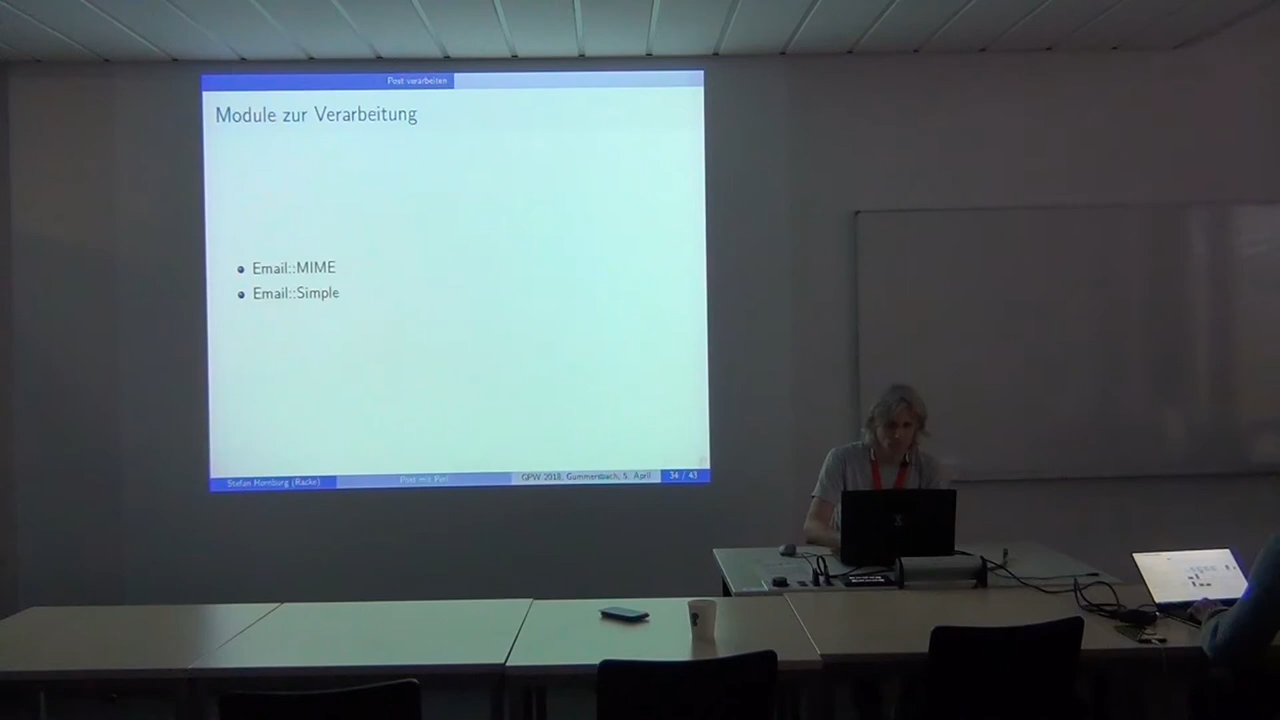 Post verarbeiten
Module zur Verarbeitung
Email::MIME
Email::Simple
Stefan Hornburg (Racke) Post mit Perl GPW 2018, Gummersbach, 5. April 34 / 43